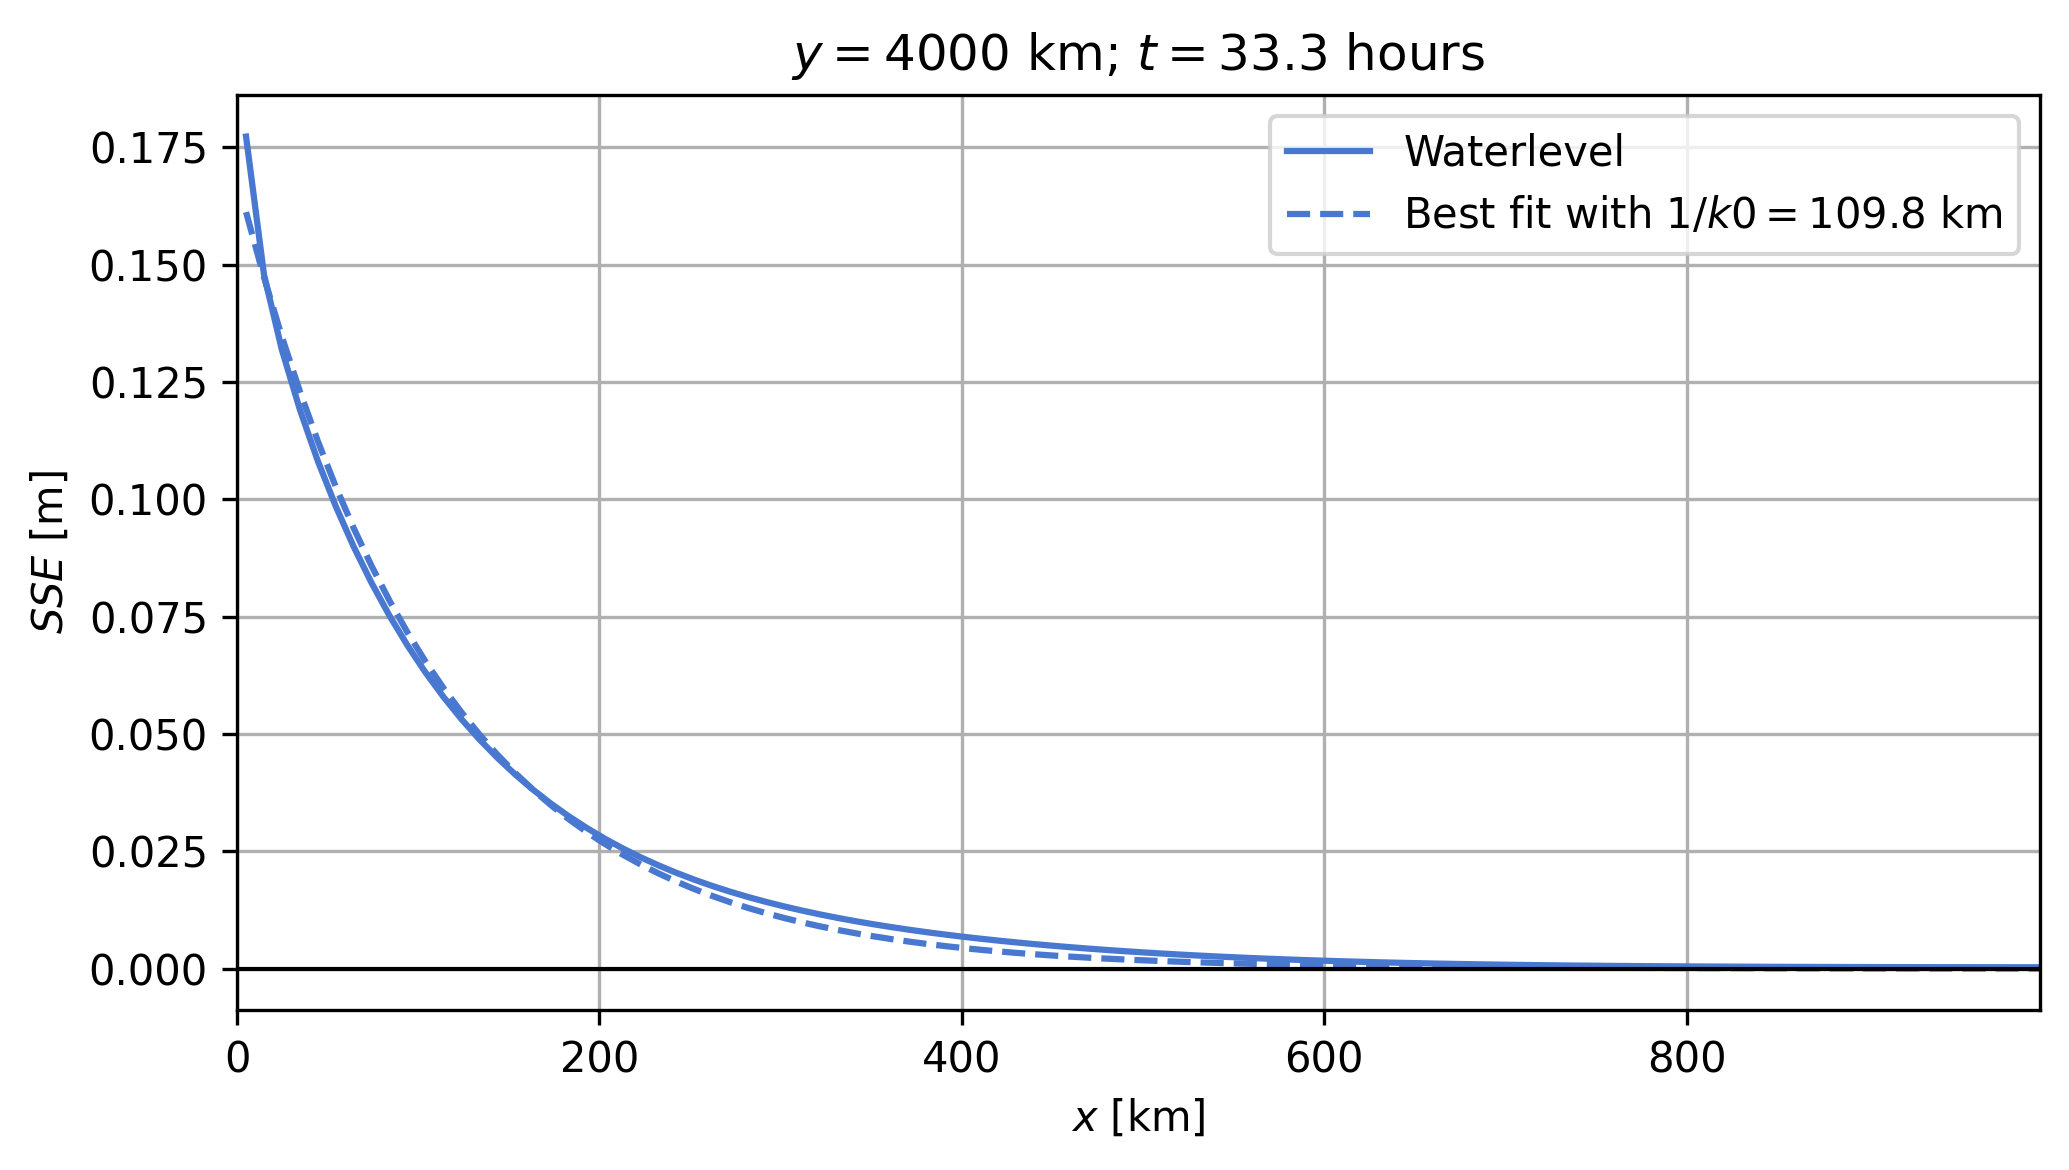 y = 4000 km; t = 33.3 hours
Waterlevel
Best fit with 1/k0 = 109.8 km
0.175
0.150
0.125
0.100
0.075
0.050
0.025
0.000
SSE [m]
0 200 400 600 800
x [km]